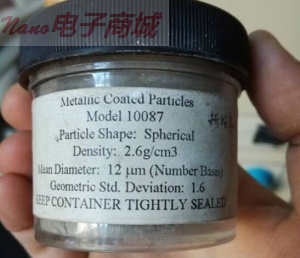 Nano电子商城
Metallic Coated Particles
Model 10087
Particle Shape: Spherical
Density: 2.6g/cm3
Mean Diameter: 12 µm (Number Basis)
Geometric Std. Deviation: 1.6
KEEP CONTAINER TIGHTLY SEALED